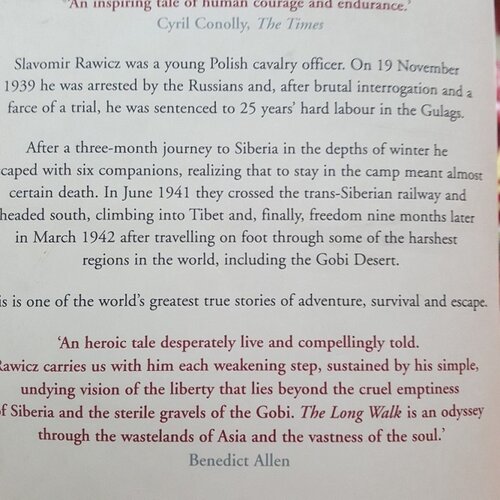 'An inspiring tale of human courage and endurance.'
Cyril Conolly, The Times
Slavomir Rawicz was a young Polish cavalry officer. On 19 November
1939 he was arrested by the Russians and, after brutal interrogation and a
farce of a trial, he was sentenced to 25 years' hard labour in the Gulags.
After a three-month journey to Siberia in the depths of winter he
caped with six companions, realizing that to stay in the camp meant almost
certain death. In June 1941 they crossed the trans-Siberian railway and
headed south, climbing into Tibet and, finally, freedom nine months later
in March 1942 after travelling on foot through some of the harshest
regions in the world, including the Gobi Desert.
is is one of the world's greatest true stories of adventure, survival and escape.
'An heroic tale desperately live and compellingly told.
Rawicz carries us with him each weakening step, sustained by his simple,
undying vision of the liberty that lies beyond the cruel emptiness
of Siberia and the sterile gravels of the Gobi. The Long Walk is an odyssey
through the wastelands of Asia and the vastness of the soul.'
Benedict Allen